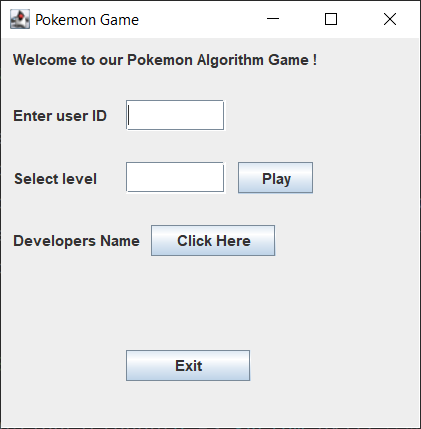 Pokemon Game
Welcome to our Pokemon Algorithm Game !
Enter user ID
Select level Play
Developers Name Click Here
Exit